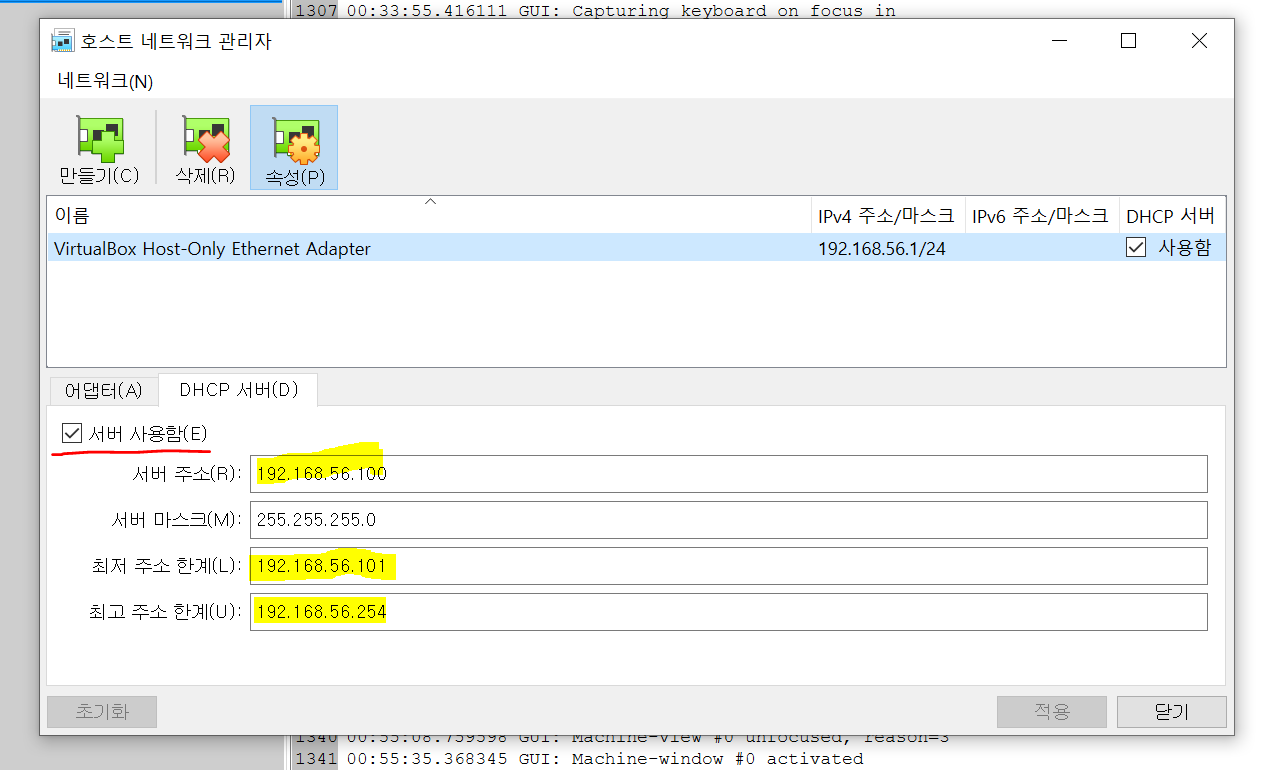 1307 00:33:55.416111 GUI: Capturing keyboard on focus in
호스트 네트워크 관리자
네트워크(N)
만들기(C) 삭제(R) 속성(P)
이름 IPv4 주소/마스크 IPv6 주소/마스크 DHCP 서버
VirtualBox Host-Only Ethernet Adapter 192.168.56.1/24 사용함
어댑터(A) DHCP 서버(D)
서버 사용함(E)
서버 주소(R): 192.168.56.100
서버 마스크(M): 255.255.255.0
최저 주소 한계(L): 192.168.56.101
최고 주소 한계(U): 192.168.56.254
초기화 적용 닫기
1340 00:55:08.759598 GUI: Machine-view #0 unfocused, reason=3
1341 00:55:35.368345 GUI: Machine-window #0 activated